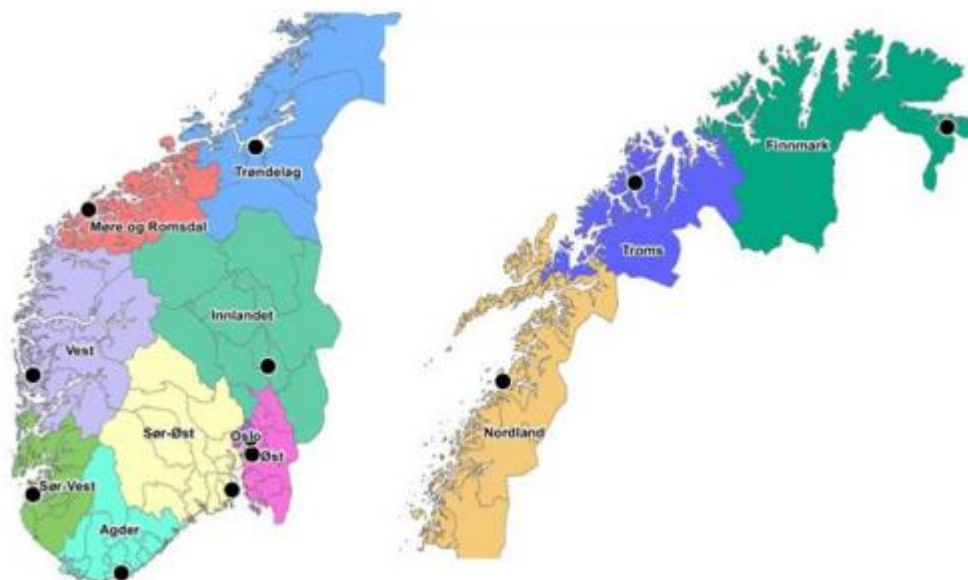 Trøndelag
Møre og Romsdal
Innlandet
Vest
Sør-Øst
Oslo
Øst
Sør-Vest
Agder
Finnmark
Troms
Nordland